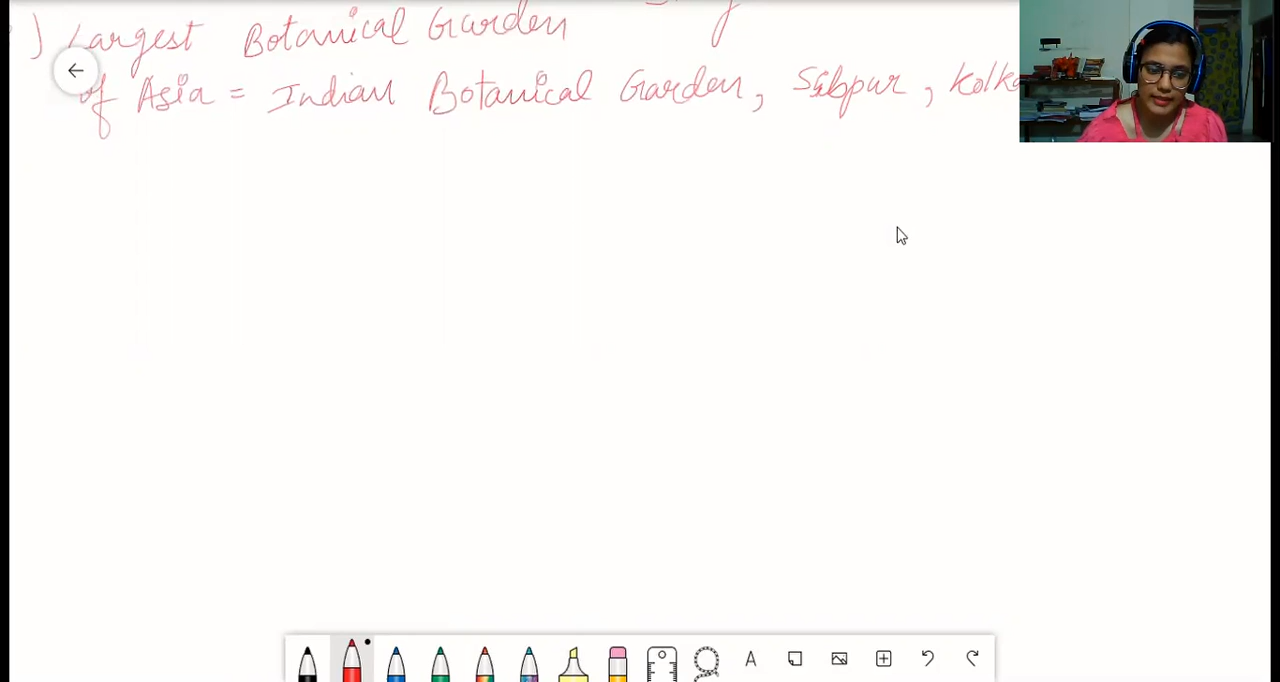 ) Largest Botanical Garden
of Asia = Indian Botanical Garden, Sibpur, Kolk
A